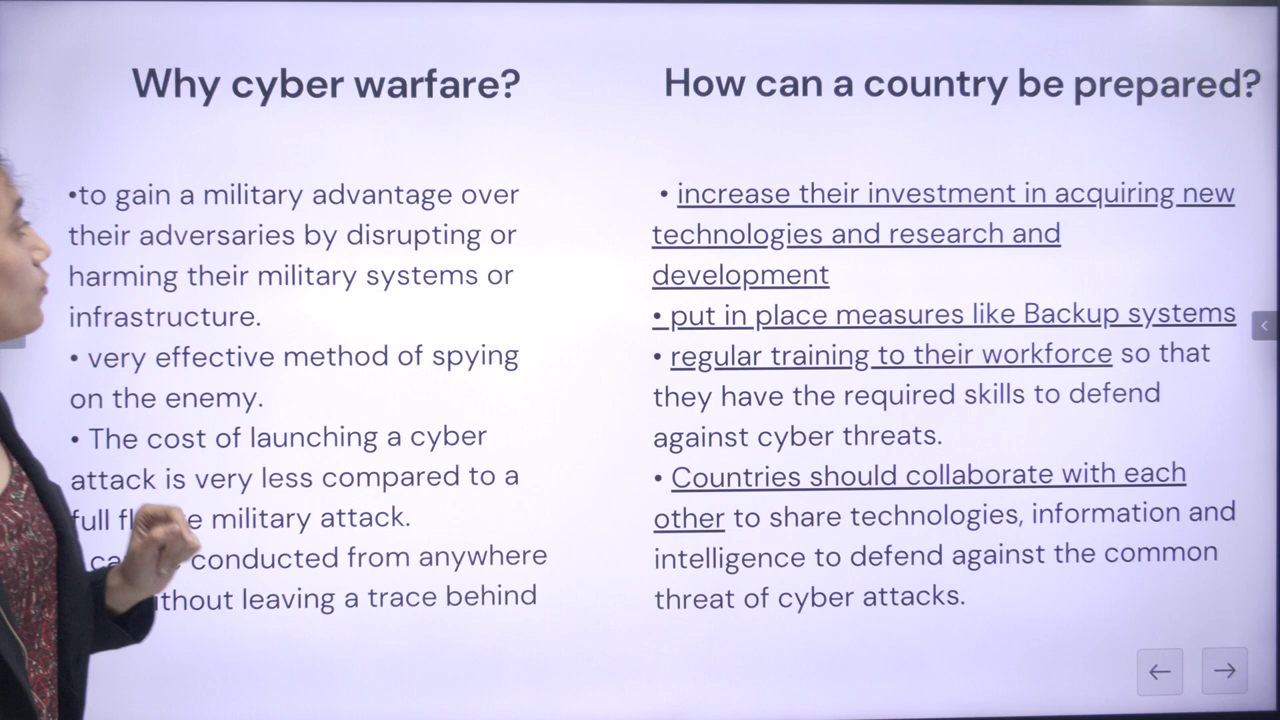 Why cyber warfare?
•to gain a military advantage over
their adversaries by disrupting or
harming their military systems or
infrastructure.
• very effective method of spying
on the enemy.
• The cost of launching a cyber
attack is very less compared to a
full military attack.
conducted from anywhere
leaving a trace behind
How can a country be prepared?
• increase their investment in acquiring new
technologies and research and
development
• put in place measures like Backup systems
• regular training to their workforce so that
they have the required skills to defend
against cyber threats.
• Countries should collaborate with each
other to share technologies, information and
intelligence to defend against the common
threat of cyber attacks.